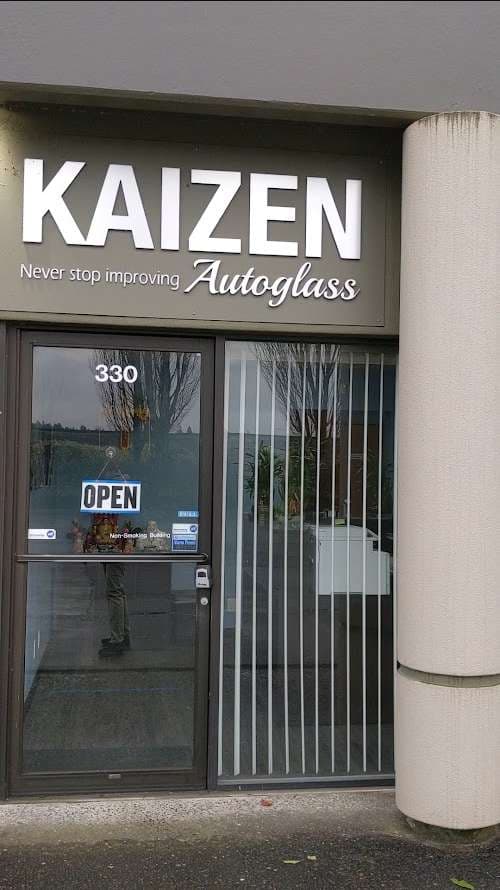 KAIZEN
Never stop improving Autoglass
330
OPEN
Non-Smoking Building